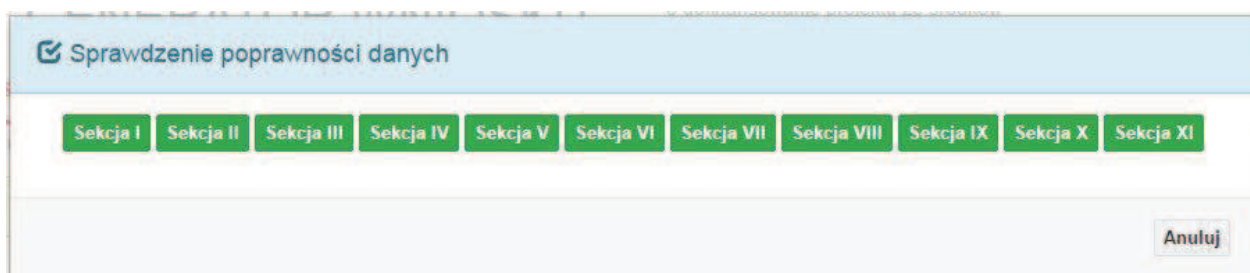 Sprawdzenie poprawności danych
Sekcja I Sekcja II Sekcja III Sekcja IV Sekcja V Sekcja VI Sekcja VII Sekcja VIII Sekcja IX Sekcja X Sekcja XI
Anuluj